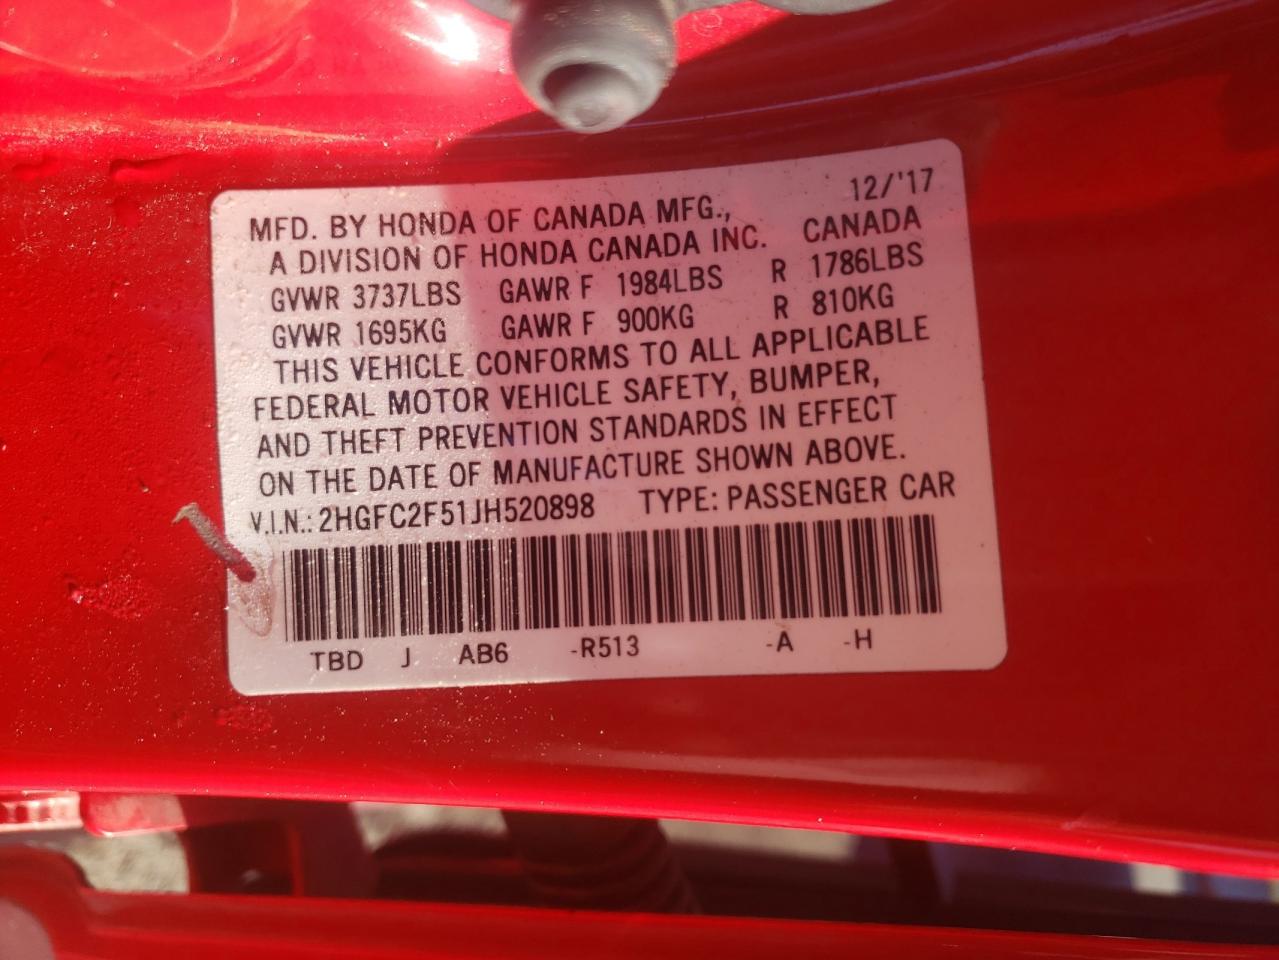 12/'17
MFD. BY HONDA OF CANADA MFG.,
A DIVISION OF HONDA CANADA INC. CANADA
GVWR 3737LBS GAWR F 1984LBS R 1786LBS
GVWR 1695KG GAWR F 900KG R 810KG
THIS VEHICLE CONFORMS TO ALL APPLICABLE
FEDERAL MOTOR VEHICLE SAFETY, BUMPER,
AND THEFT PREVENTION STANDARDS IN EFFECT
ON THE DATE OF MANUFACTURE SHOWN ABOVE.
V.I.N.: 2HGFC2F51JH520898 TYPE: PASSENGER CAR
TBD J AB6 -R513 -A -H